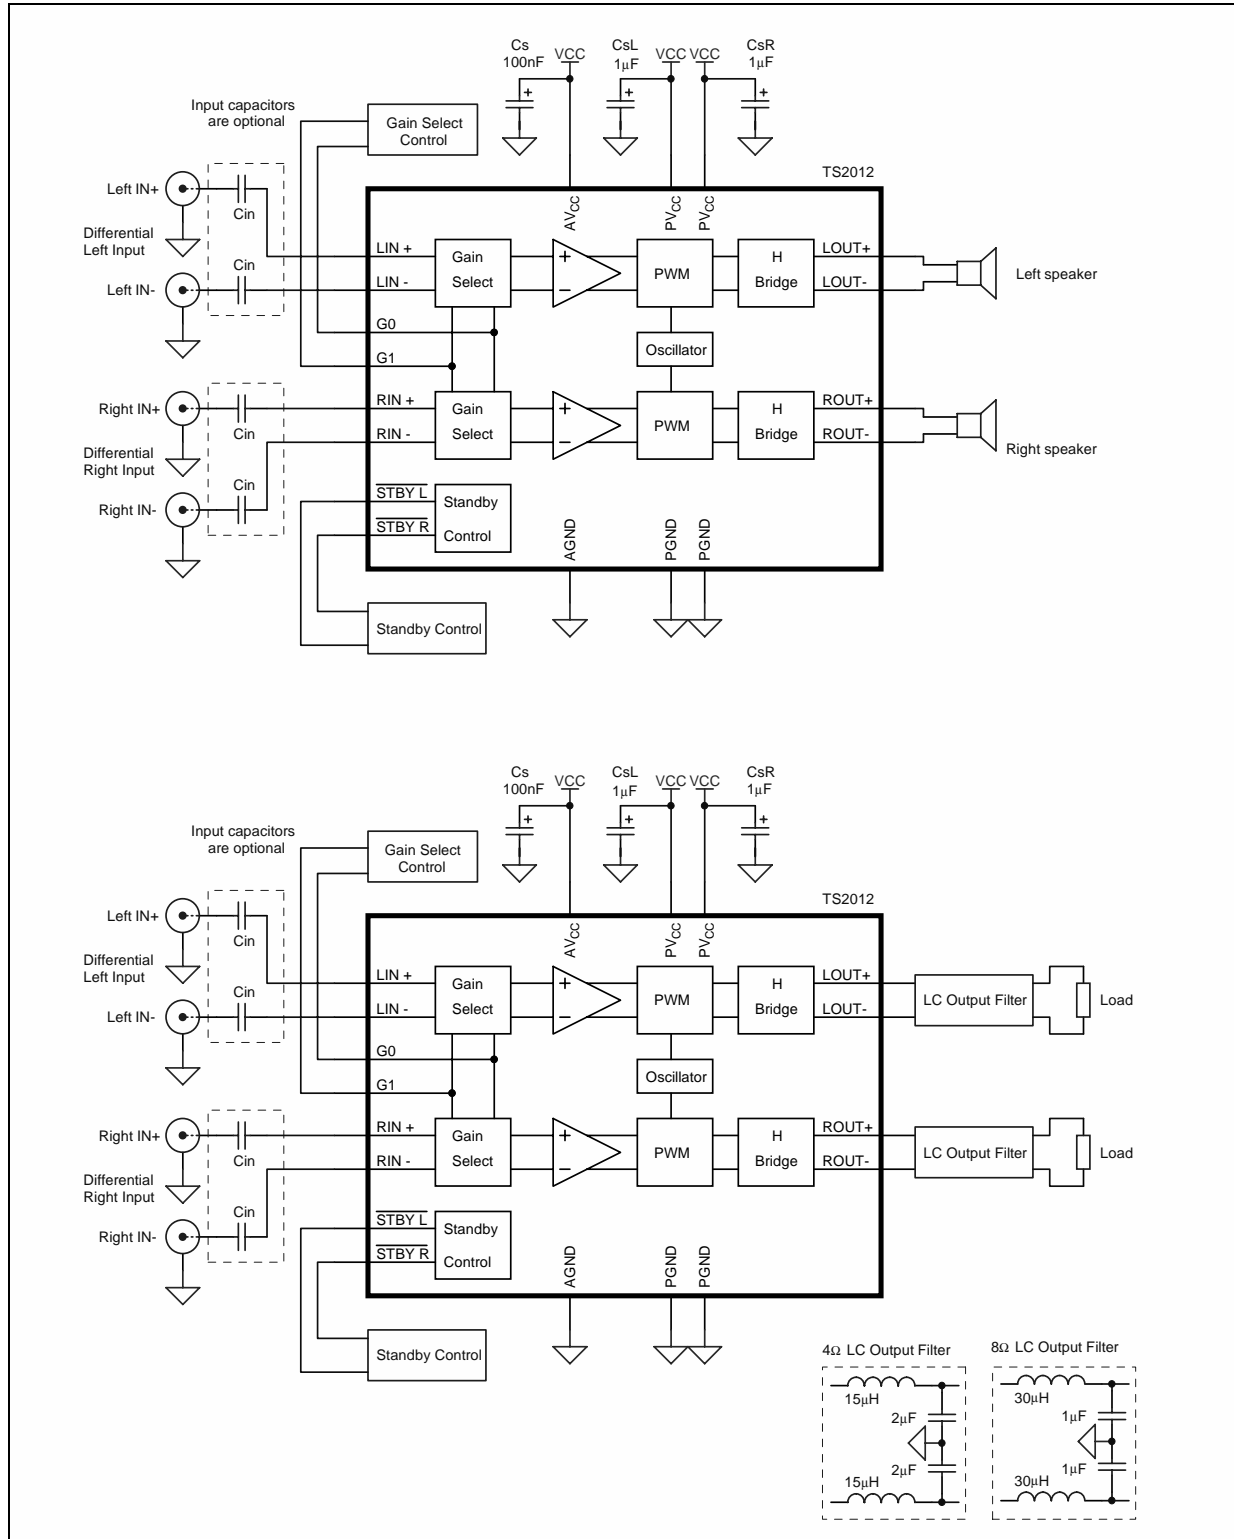 Cs
100nF
VCC
CsL
1μF
VCC
VCC
CsR
1μF
Input capacitors
are optional
Gain Select
Control
TS2012
Left IN+
Cin
AVCC
PVCC
PVCC
Differential
Left Input
LIN +
Gain
Select
+
−
PWM
H
Bridge
LOUT+
LOUT-
Left speaker
Cin
LIN -
Left IN-
G0
Oscillator
G1
Right IN+
Cin
RIN +
RIN -
Gain
Select
+
−
PWM
H
Bridge
ROUT+
ROUT-
Right speaker
Differential
Right Input
Cin
Right IN-
STBY L
STBY R
Standby
Control
AGND
PGND
PGND
Standby Control
Cs
100nF
VCC
CsL
1μF
VCC
VCC
CsR
1μF
Input capacitors
are optional
Gain Select
Control
TS2012
Left IN+
Cin
AVCC
PVCC
PVCC
Differential
Left Input
LIN +
Gain
Select
+
−
PWM
H
Bridge
LOUT+
LOUT-
LC Output Filter
Load
Cin
LIN -
Left IN-
G0
Oscillator
G1
Right IN+
Cin
RIN +
RIN -
Gain
Select
+
−
PWM
H
Bridge
ROUT+
ROUT-
LC Output Filter
Load
Differential
Right Input
Cin
Right IN-
STBY L
STBY R
Standby
Control
AGND
PGND
PGND
Standby Control
4Ω LC Output Filter
15μH
2μF
2μF
15μH
8Ω LC Output Filter
30μH
1μF
1μF
30μH